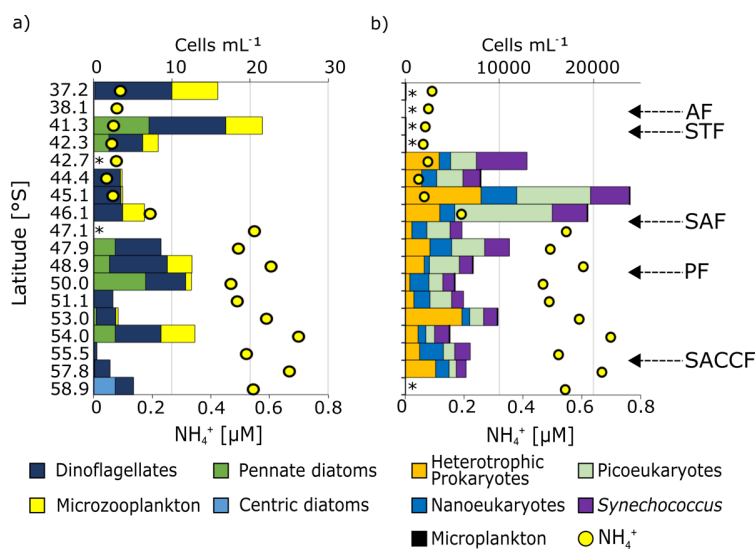 a)
b)
Cells mL⁻¹
Cells mL⁻¹
0 10 20 30
0 10000 20000
Latitude [°S]
37.2 * AF
38.1 *
41.3 * STF
42.3 *
42.7 *
44.4
45.1
46.1 SAF
47.1 *
47.9
48.9 PF
50.0
51.1
53.0
54.0
55.5 SACCF
57.8
58.9 *
0 0.2 0.4 0.6 0.8
0 0.2 0.4 0.6 0.8
NH₄⁺ [µM]
NH₄⁺ [µM]
Dinoflagellates
Pennate diatoms
Microzooplankton
Centric diatoms
Heterotrophic
Prokaryotes
Picoeukaryotes
Nanoeukaryotes
Synechococcus
Microplankton
NH₄⁺